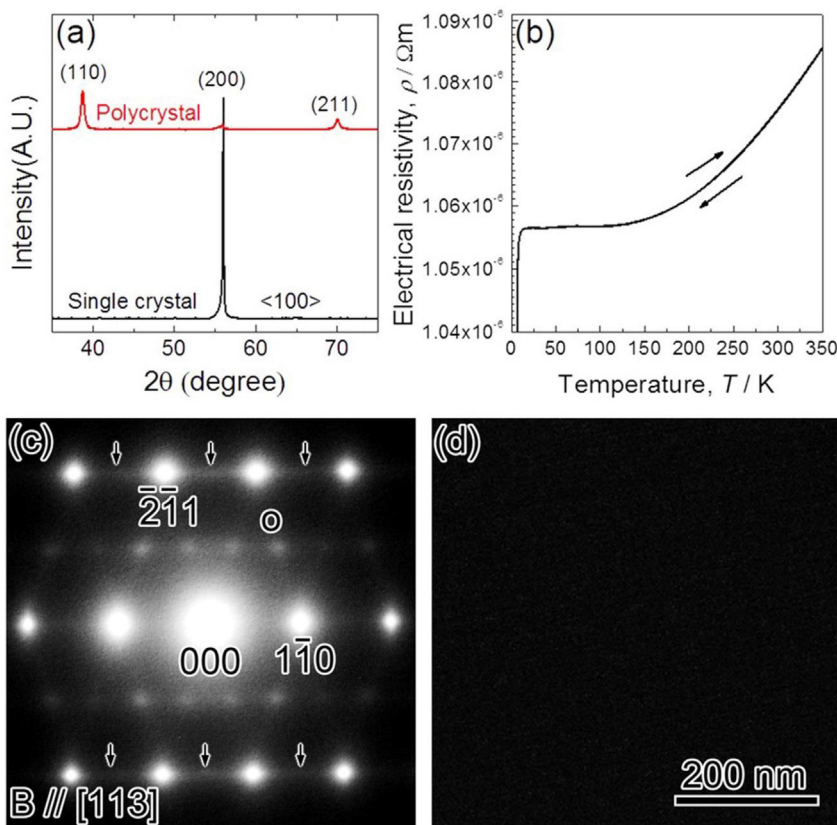 (a)
(110)
(200)
(211)
Polycrystal
Single crystal
<100>
Intensity(A.U.)
40
50
60
70
2θ (degree)
(b)
Electrical resistivity, ρ / Ωm
1.09x10⁻⁶
1.08x10⁻⁶
1.07x10⁻⁶
1.06x10⁻⁶
1.05x10⁻⁶
1.04x10⁻⁶
0
50
100
150
200
250
300
350
Temperature, T / K
(c)
2̄1̄1
o
000
11̄0
B // [113]
(d)
200 nm